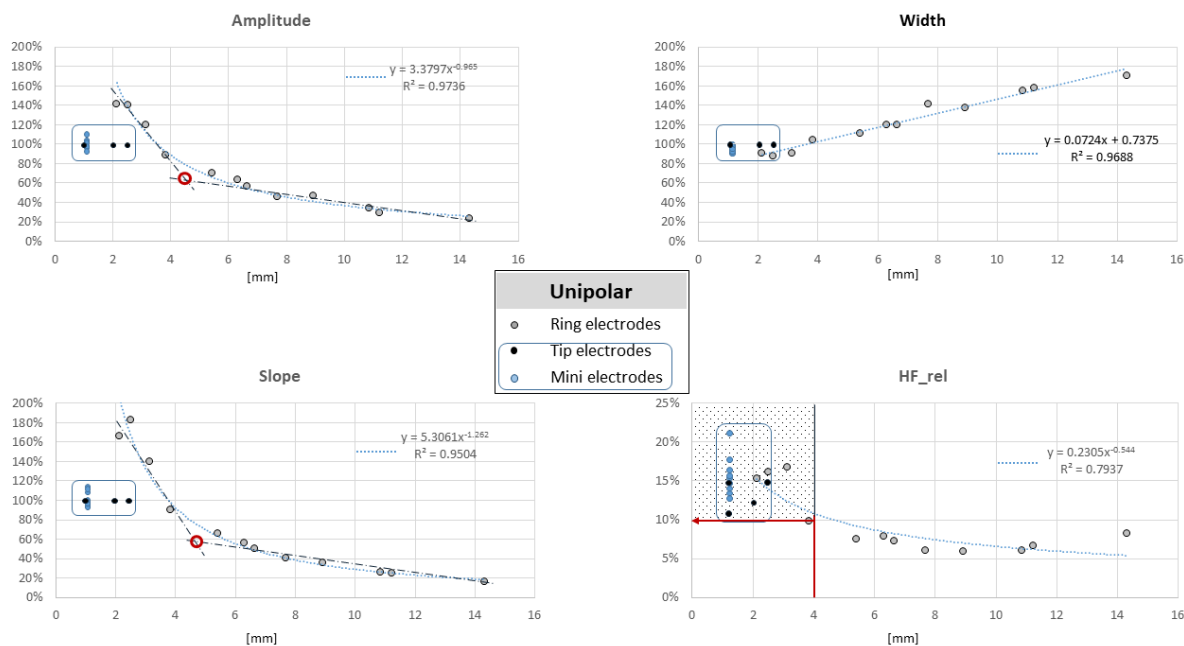 Amplitude
200%
180%
160%
140%
120%
100%
80%
60%
40%
20%
0%
y = 3.3797x^-0.965
R² = 0.9736
0 2 4 6 8 10 12 14 16
[mm]
Width
200%
180%
160%
140%
120%
100%
80%
60%
40%
20%
0%
y = 0.0724x + 0.7375
R² = 0.9688
0 2 4 6 8 10 12 14 16
[mm]
Unipolar
Ring electrodes
Tip electrodes
Mini electrodes
Slope
200%
180%
160%
140%
120%
100%
80%
60%
40%
20%
0%
y = 5.3061x^-1.262
R² = 0.9504
0 2 4 6 8 10 12 14 16
[mm]
HF_rel
25%
20%
15%
10%
5%
0%
y = 0.2305x^-0.544
R² = 0.7937
0 2 4 6 8 10 12 14 16
[mm]